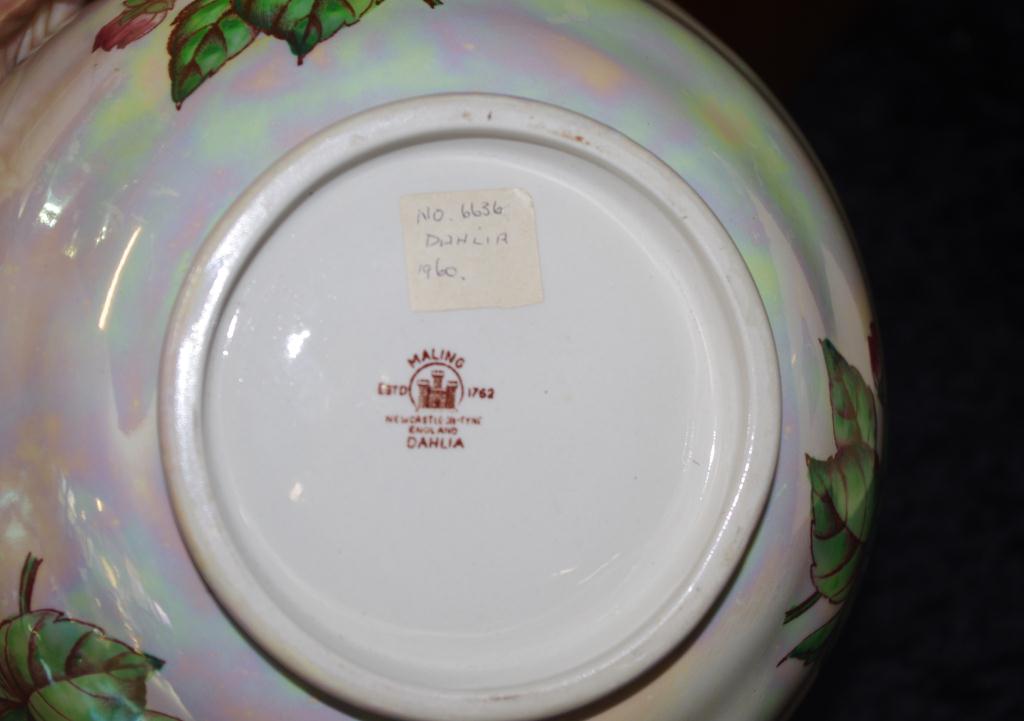 NO. 6636
DAHLIA
1960.
MALING
ESTD 1762
NEWCASTLE-ON-TYNE
ENGLAND
DAHLIA